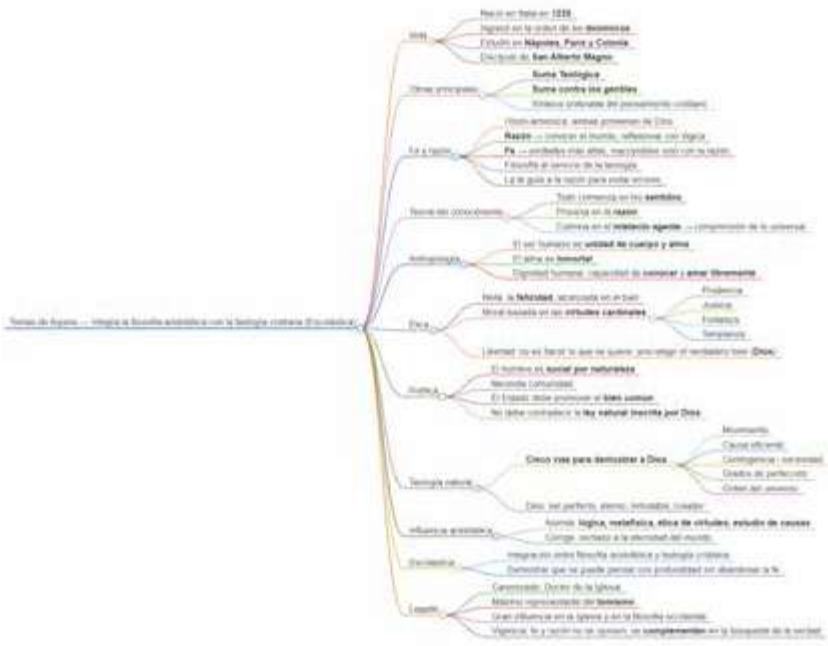 Tomás de Aquino → Integra la filosofía aristotélica con la teología cristiana (Escolástica)
Vida
Nació en Italia en 1225
Ingresó en la orden de los dominicos
Estudió en Nápoles, París y Colonia
Discípulo de San Alberto Magno
Obras principales
Suma Teológica
Suma contra los gentiles
Síntesis ordenadas del pensamiento cristiano
Fe y razón
Visión armónica: ambas provienen de Dios
Razón → conocer el mundo, reflexionar con lógica
Fe → verdades más altas, inaccesibles solo con la razón
Filosofía al servicio de la teología
La fe guía a la razón para evitar errores
Teoría del conocimiento
Todo comienza en los sentidos
Procesa en la razón
Culmina en el intelecto agente → comprensión de lo universal
Antropología
El ser humano es unidad de cuerpo y alma
El alma es inmortal
Dignidad humana: capacidad de conocer y amar libremente
Ética
Meta: la felicidad, alcanzada en el bien
Moral basada en las virtudes cardinales
Prudencia
Justicia
Fortaleza
Templanza
Libertad: no es hacer lo que se quiere, sino elegir el verdadero bien (Dios)
Política
El hombre es social por naturaleza
Necesita comunidad
El Estado debe promover el bien común
No debe contradecir la ley natural inscrita por Dios
Teología natural
Cinco vías para demostrar a Dios
Movimiento
Causa eficiente
Contingencia / necesidad
Grados de perfección
Orden del universo
Dios: ser perfecto, eterno, inmutable, creador
Influencia aristotélica
Asimila: lógica, metafísica, ética de virtudes, estudio de causas
Corrige: rechazo a la eternidad del mundo
Escolástica
Integración entre filosofía aristotélica y teología cristiana
Demostrar que se puede pensar con profundidad sin abandonar la fe
Legado
Canonizado, Doctor de la Iglesia
Máximo representante del tomismo
Gran influencia en la Iglesia y en la filosofía occidental
Vigencia: fe y razón no se oponen, se complementan en la búsqueda de la verdad